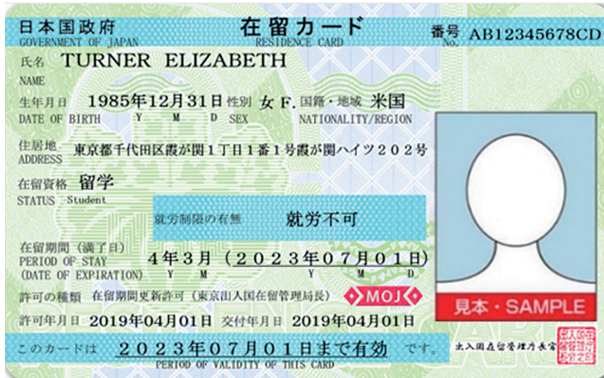 日本国政府 在留カード 番号 AB12345678CD
GOVERNMENT OF JAPAN RESIDENCE CARD No.
氏名 TURNER ELIZABETH
NAME
生年月日 1985年12月31日 性別 女 F. 国籍・地域 米国
DATE OF BIRTH Y M D SEX NATIONALITY/REGION
住居地 東京都千代田区霞が関1丁目1番1号霞が関ハイツ202号
ADDRESS
在留資格 留学
STATUS Student
就労制限の有無 就労不可
在留期間(満了日) 4年3月(2023年07月01日)
PERIOD OF STAY
(DATE OF EXPIRATION) Y M Y M D
許可の種類 在留期間更新許可(東京出入国在留管理局長) MOJ
見本・SAMPLE
許可年月日 2019年04月01日 交付年月日 2019年04月01日
このカードは 2023年07月01日まで有効 です。 出入国在留管理庁長官
PERIOD OF VALIDITY OF THIS CARD